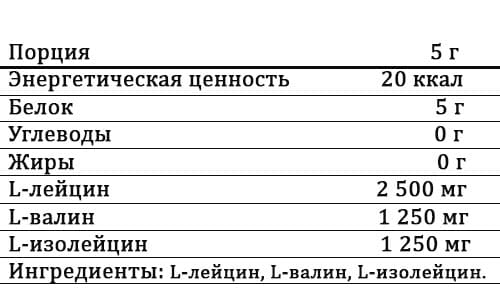 Порция 5 г
Энергетическая ценность 20 ккал
Белок 5 г
Углеводы 0 г
Жиры 0 г
L-лейцин 2 500 мг
L-валин 1 250 мг
L-изолейцин 1 250 мг
Ингредиенты: L-лейцин, L-валин, L-изолейцин.